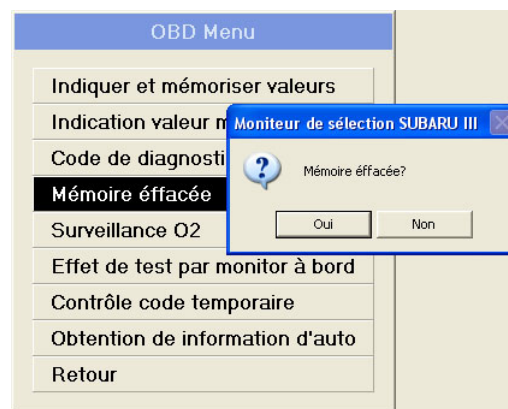 OBD Menu
Indiquer et mémoriser valeurs
Indication valeur m
Moniteur de sélection SUBARU III
Code de diagnosti
Mémoire éffacée?
Mémoire éffacée
Oui Non
Surveillance O2
Effet de test par monitor à bord
Contrôle code temporaire
Obtention de information d'auto
Retour